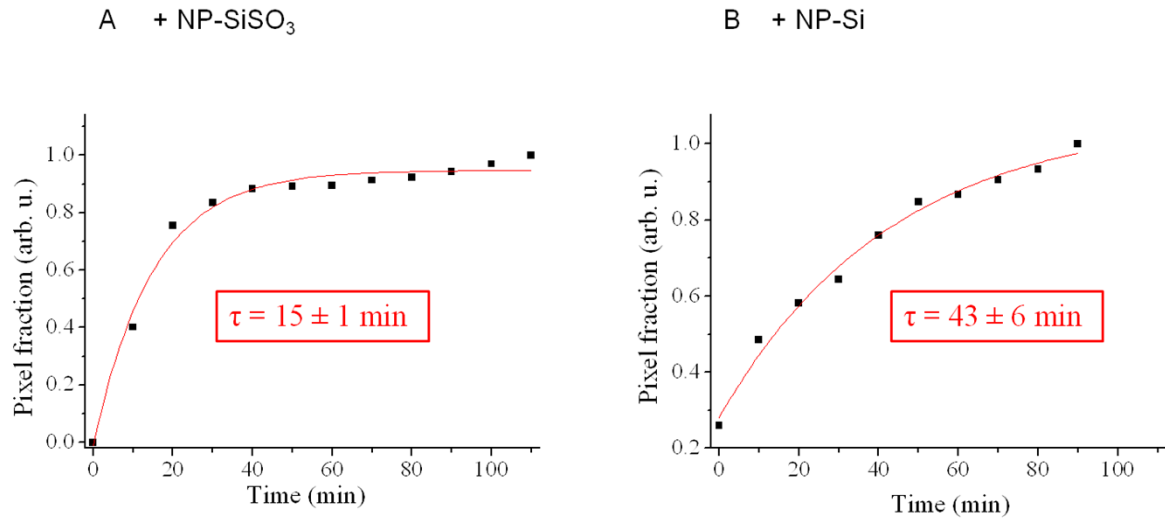 A + NP-SiSO₃
B + NP-Si
Pixel fraction (arb. u.)
1.0
0.8
0.6
0.4
0.2
0.0
τ = 15 ± 1 min
0 20 40 60 80 100
Time (min)
Pixel fraction (arb. u.)
1.0
0.8
0.6
0.4
0.2
τ = 43 ± 6 min
0 20 40 60 80 100
Time (min)